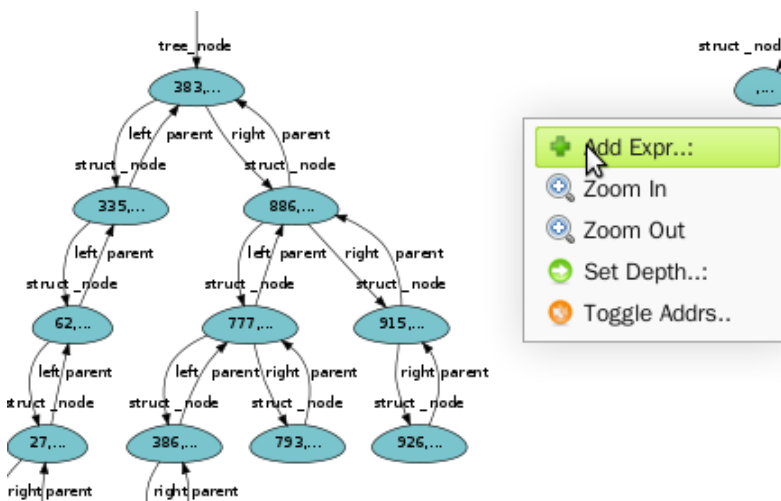 tree_node
struct_nod
383,...
,...
left parent right parent
struct_node struct_node
Add Expr..:
Zoom In
335,... 886,...
Zoom Out
left parent left parent right parent
struct_node struct_node struct_node
Set Depth..:
Toggle Addrs..
62,... 777,... 915,...
left parent left parent right parent right parent
struct_node struct_node struct_node struct_node
27,... 386,... 793,... 926,...
right parent right parent